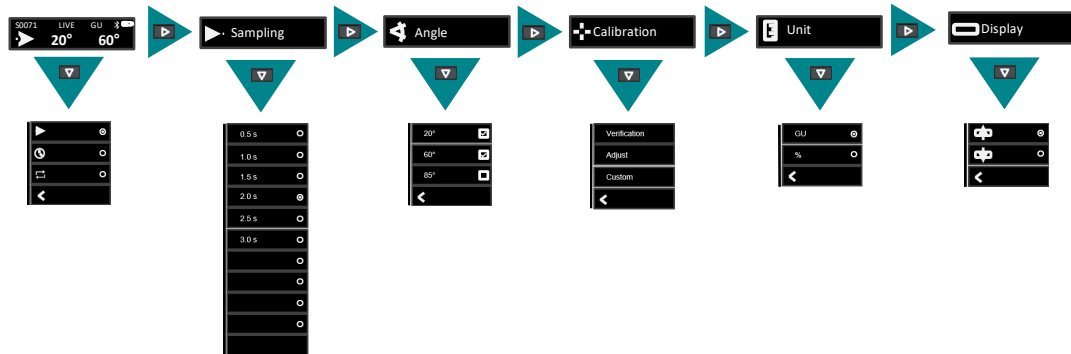 S0071 LIVE GU
20° 60°
Sampling
Angle
Calibration
Unit
Display
0.5 s
1.0 s
1.5 s
2.0 s
2.5 s
3.0 s
20°
60°
85°
Verification
Adjust
Custom
GU
%